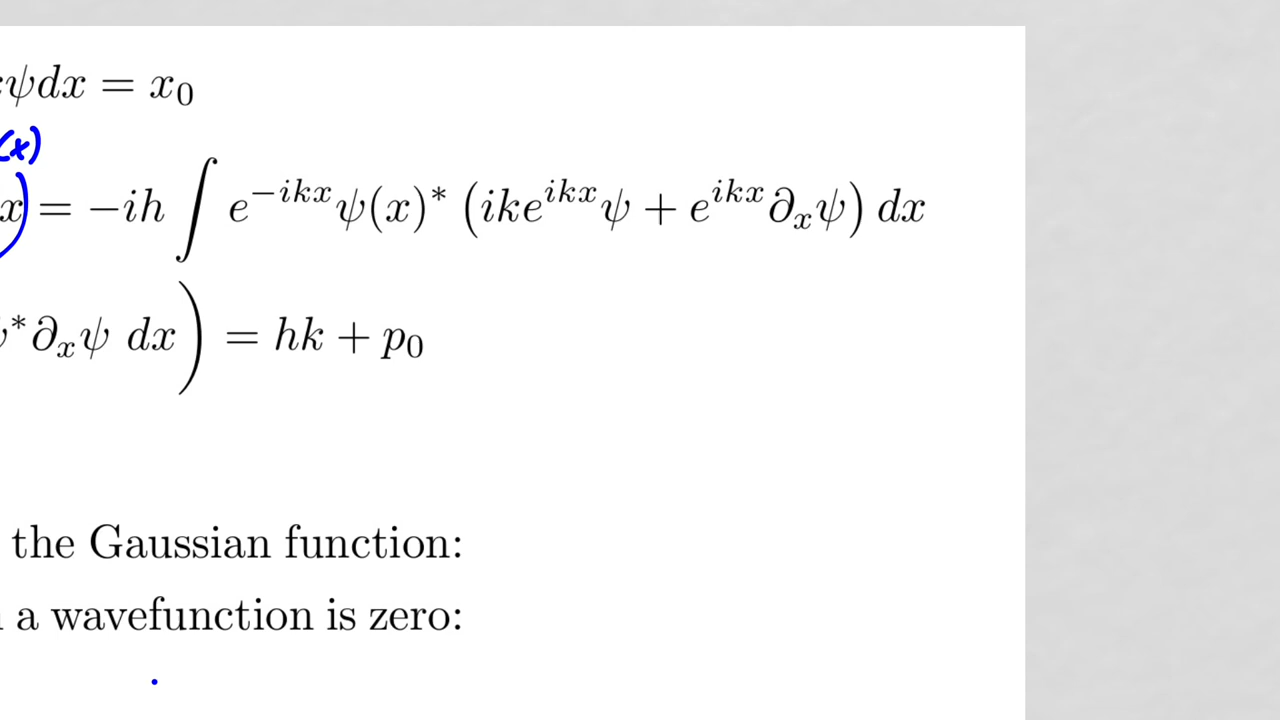 ψdx = x₀
(x)
x) = −ih ∫ e^{−ikx}ψ(x)* (ike^{ikx}ψ + e^{ikx}∂ₓψ) dx
*∂ₓψ dx) = hk + p₀
the Gaussian function:
a wavefunction is zero: